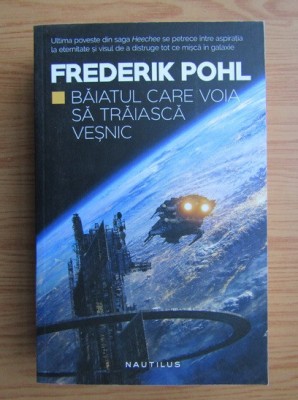 Ultima poveste din saga Heechee se petrece între aspirația
la eternitate și visul de a distruge tot ce mișcă în galaxie
FREDERIK POHL
BĂIATUL CARE VOIA
SĂ TRĂIASCĂ
VEȘNIC
NAUTILUS